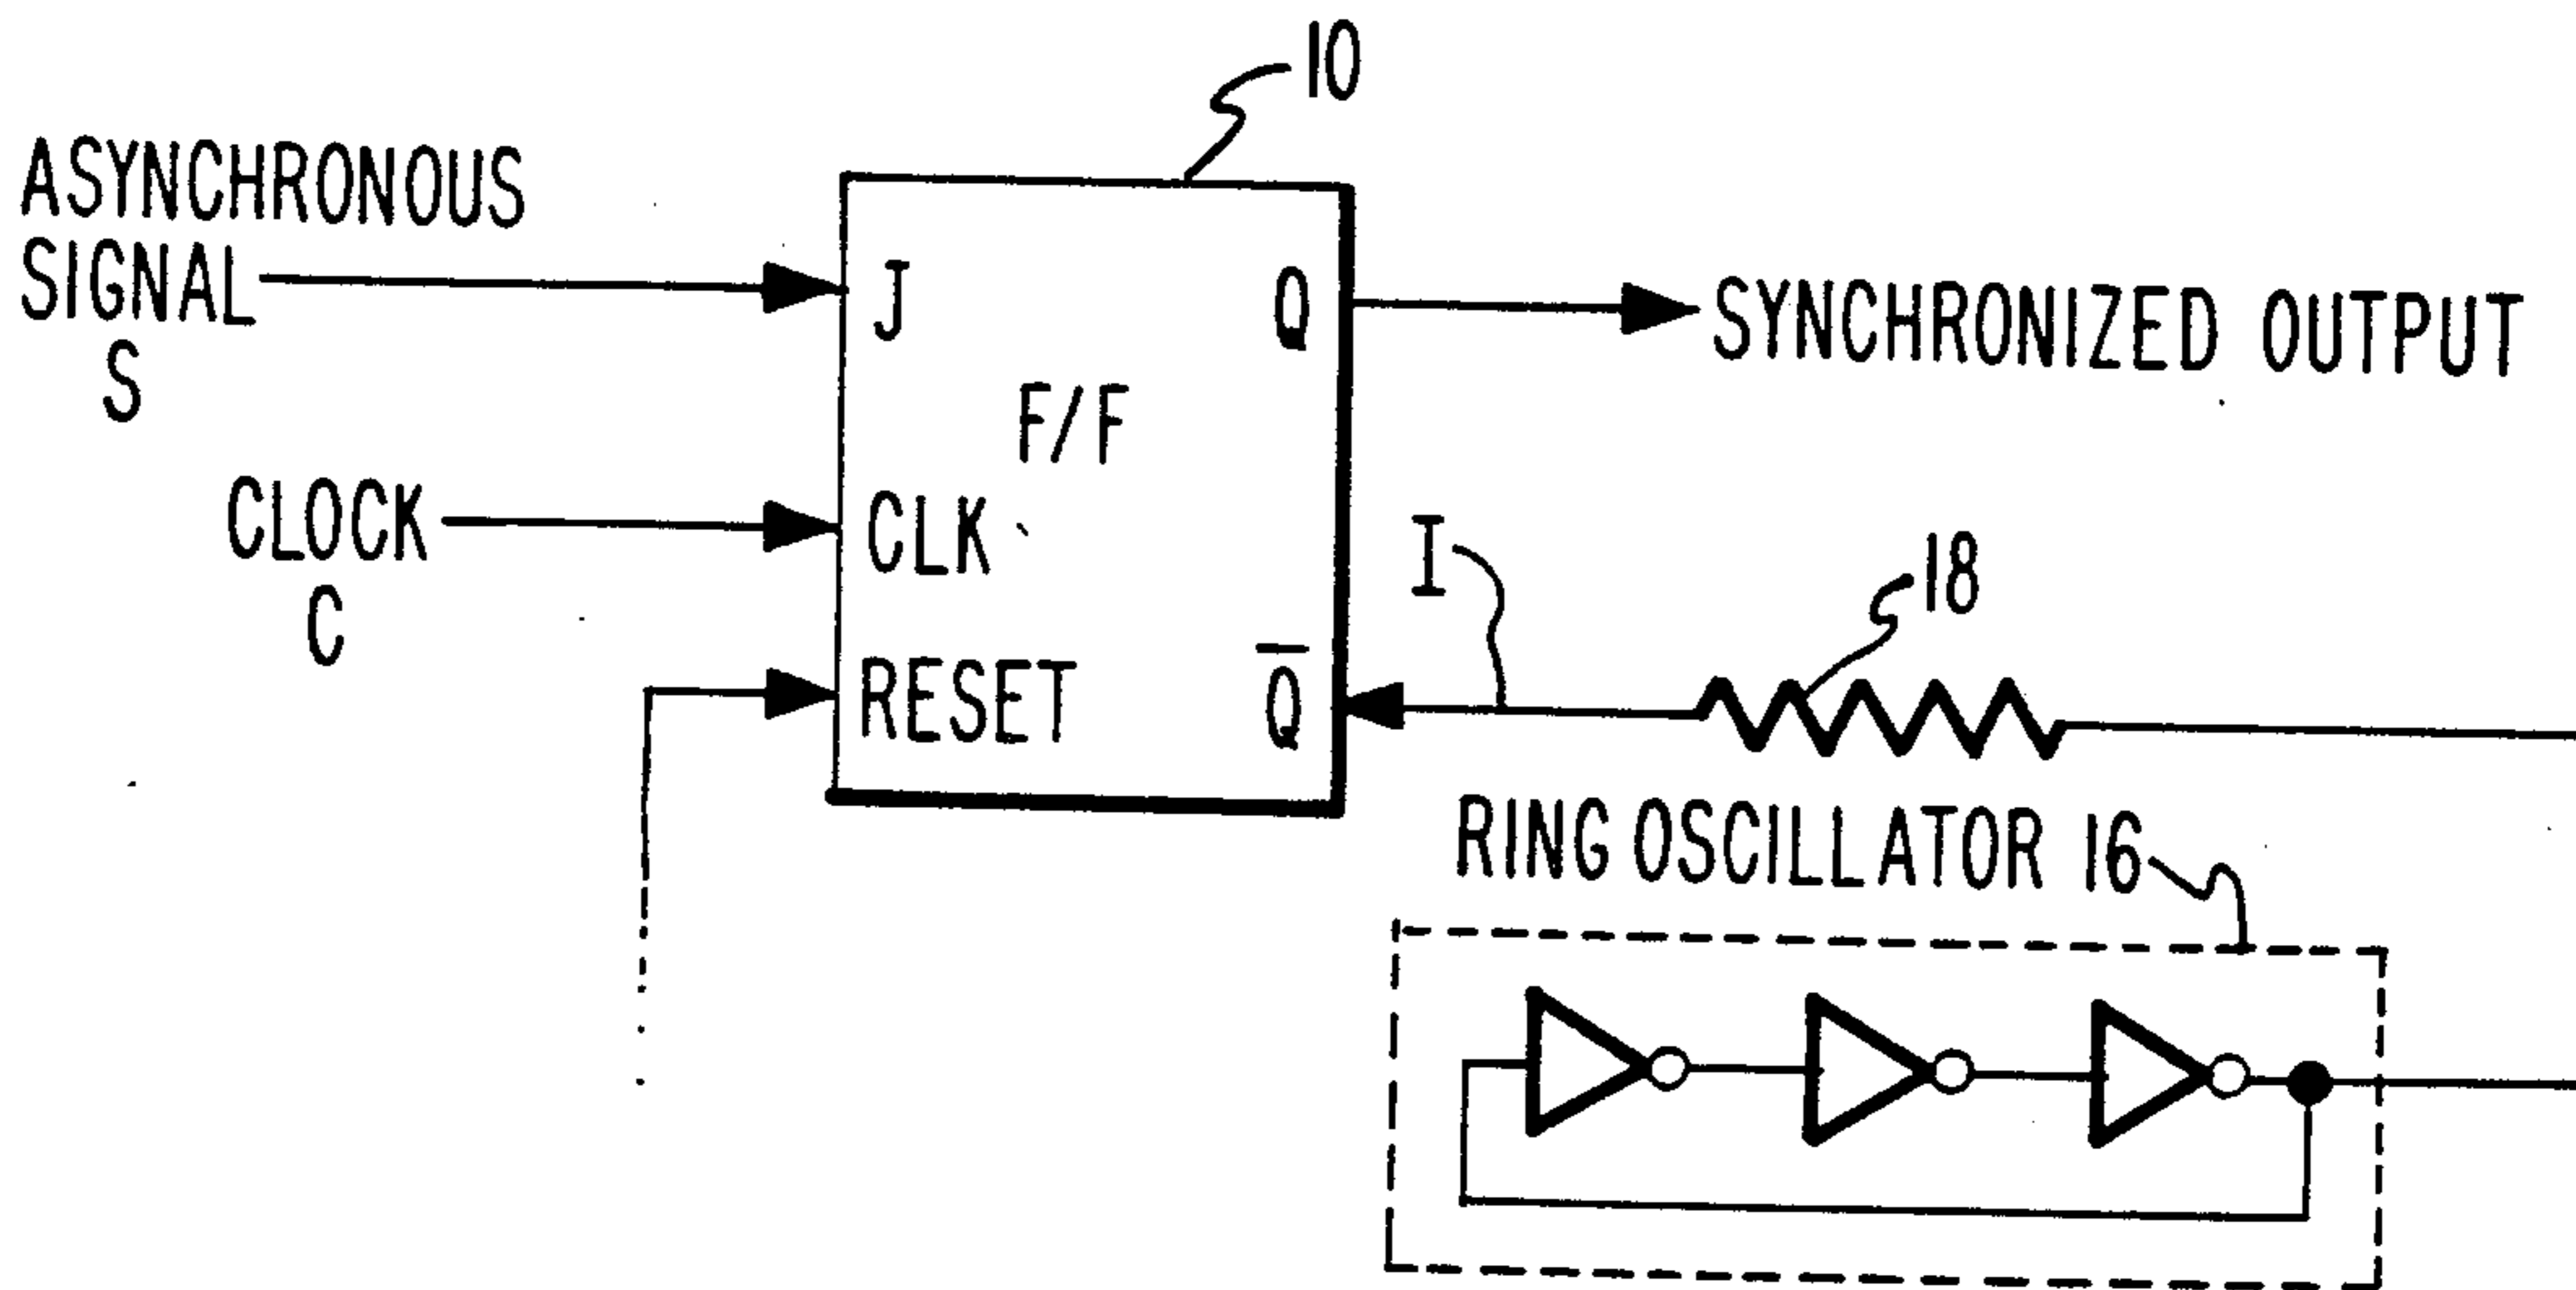 10
ASYNCHRONOUS
SIGNAL
S
J
Q
SYNCHRONIZED OUTPUT
F/F
CLOCK
C
CLK
I
18
RESET
Q̅
RING OSCILLATOR 16